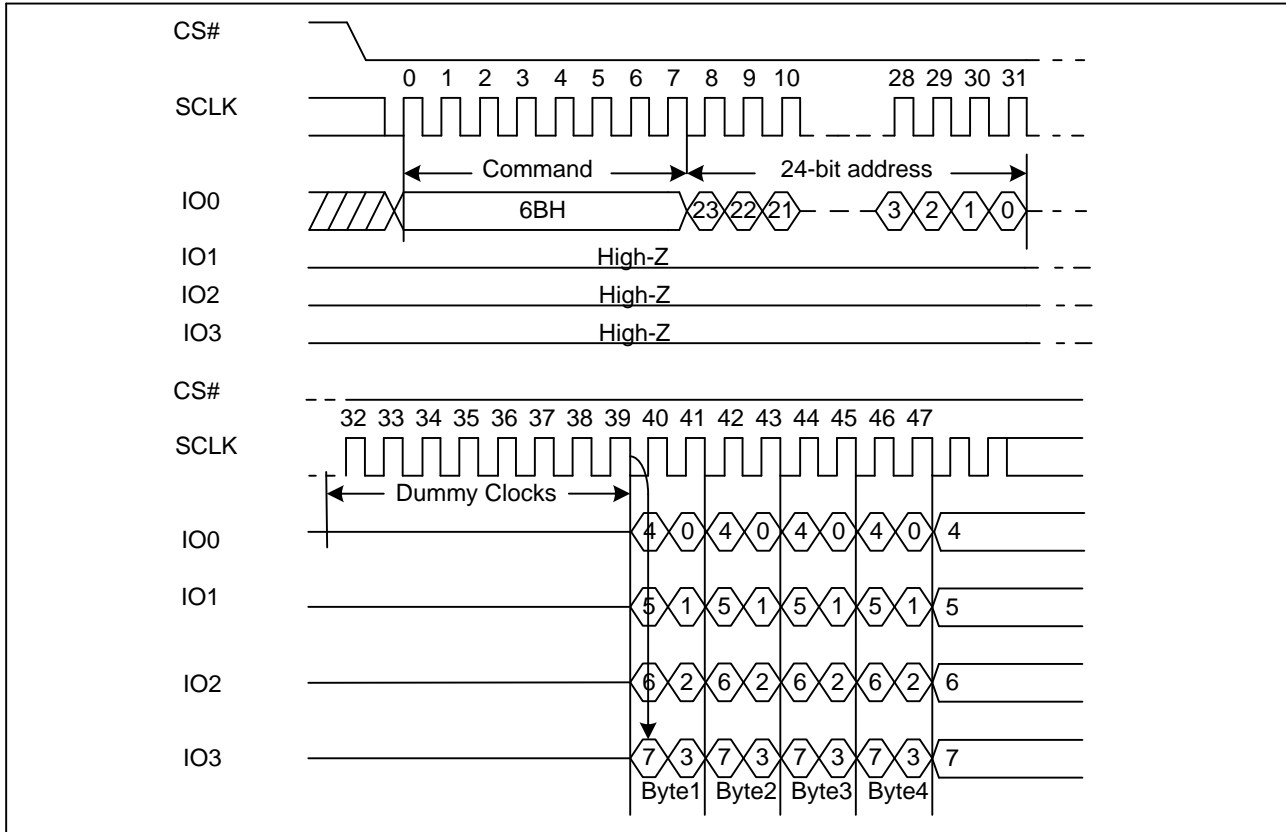 CS#
0 1 2 3 4 5 6 7 8 9 10 28 29 30 31
SCLK
Command 24-bit address
IO0 6BH 23 22 21 3 2 1 0
IO1 High-Z
IO2 High-Z
IO3 High-Z
CS#
32 33 34 35 36 37 38 39 40 41 42 43 44 45 46 47
SCLK
Dummy Clocks
IO0 4 0 4 0 4 0 4 0 4
IO1 5 1 5 1 5 1 5 1 5
IO2 6 2 6 2 6 2 6 2 6
IO3 7 3 7 3 7 3 7 3 7
Byte1 Byte2 Byte3 Byte4